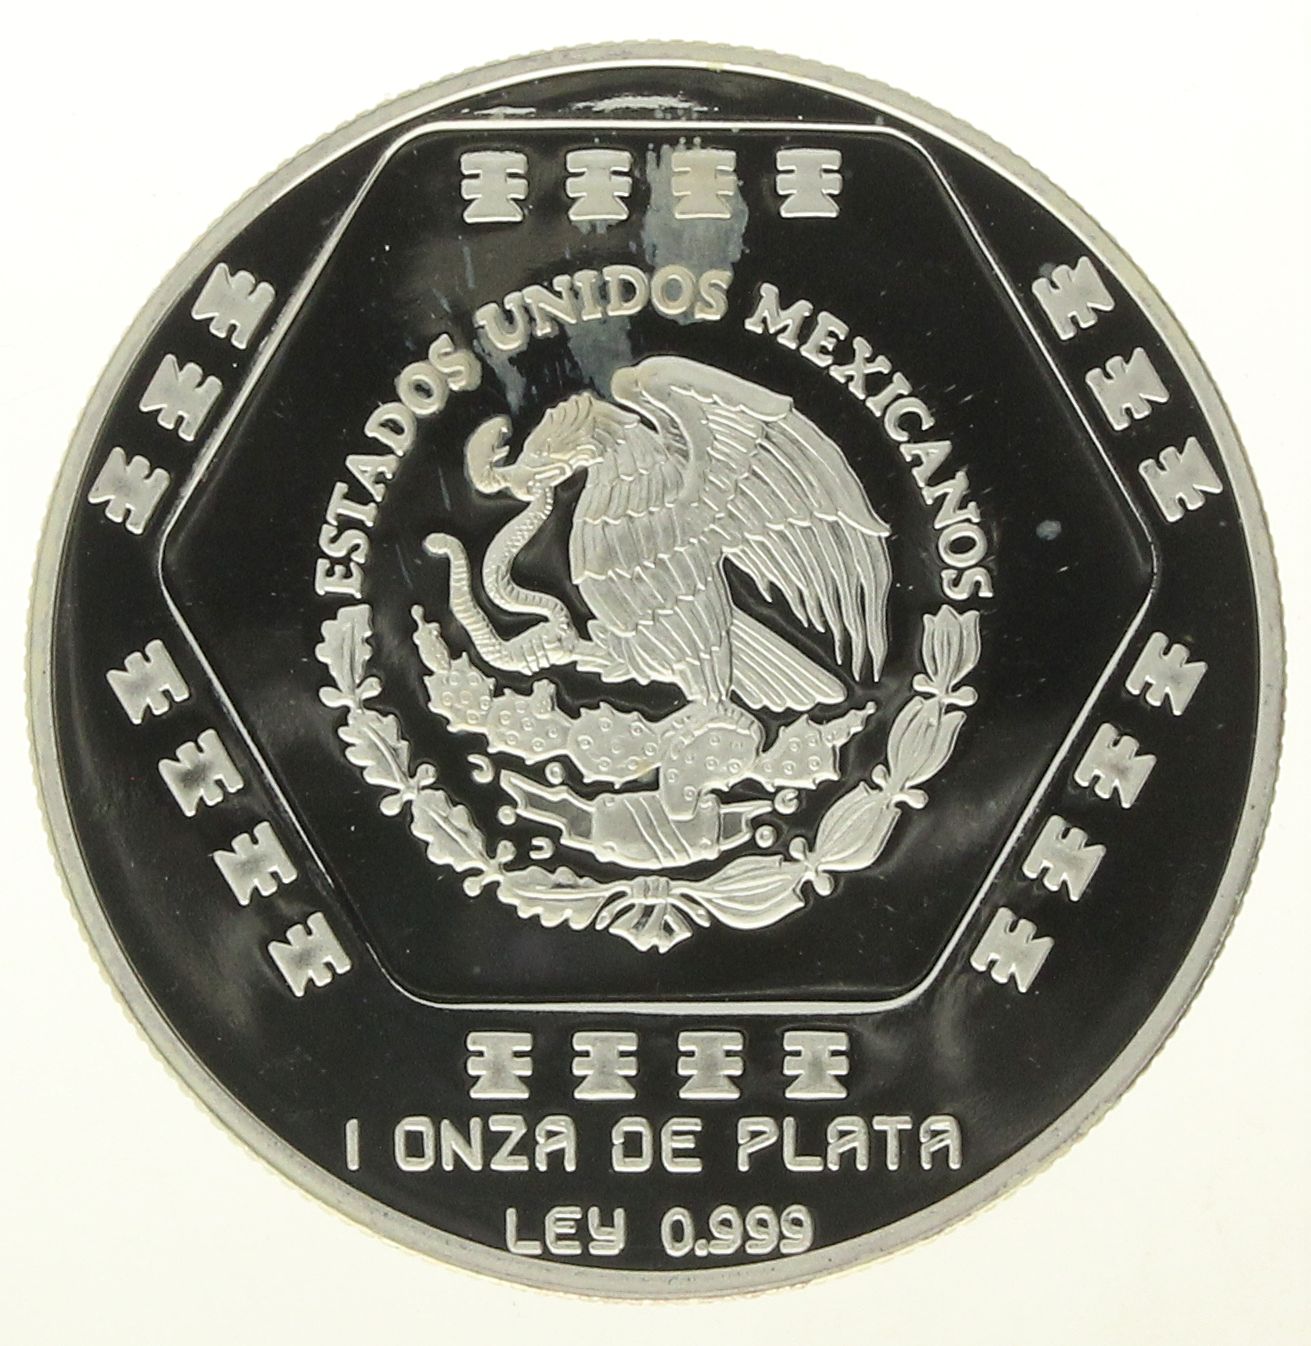 ESTADOS UNIDOS MEXICANOS
1 ONZA DE PLATA
LEY 0.999